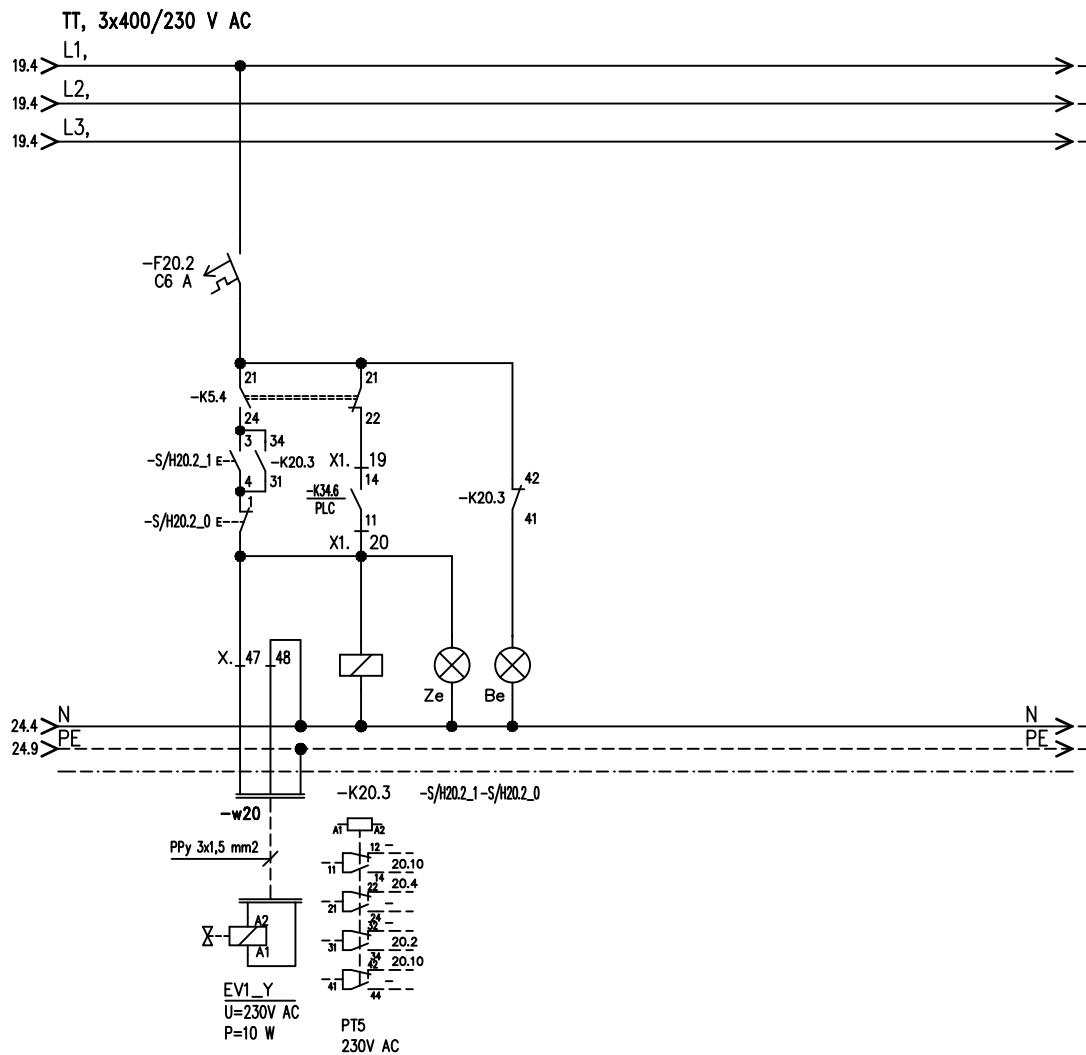 TT, 3x400/230 V AC
L1,
19.4
L2,
19.4
L3,
19.4
-F20.2
C6 A
21
21
-K5.4
24
22
3
34
-S/H20.2_1 E
-K20.3
X1. 19
4
31
14
-K34.6
PLC
42
-K20.3
1
-S/H20.2_0 E
11
41
X1. 20
X. 47 48
Ze
Be
24.4 N
N
24.9 PE
PE
-w20
-K20.3
-S/H20.2_1
-S/H20.2_0
A1 A2
PPy 3x1,5 mm2
12 -
11
20.10
14
22
20.4
21
-
24
32
-
31
20.2
34
20.10
42
41
-
44
A2
A1
EV1_Y
U=230V AC
P=10 W
PT5
230V AC